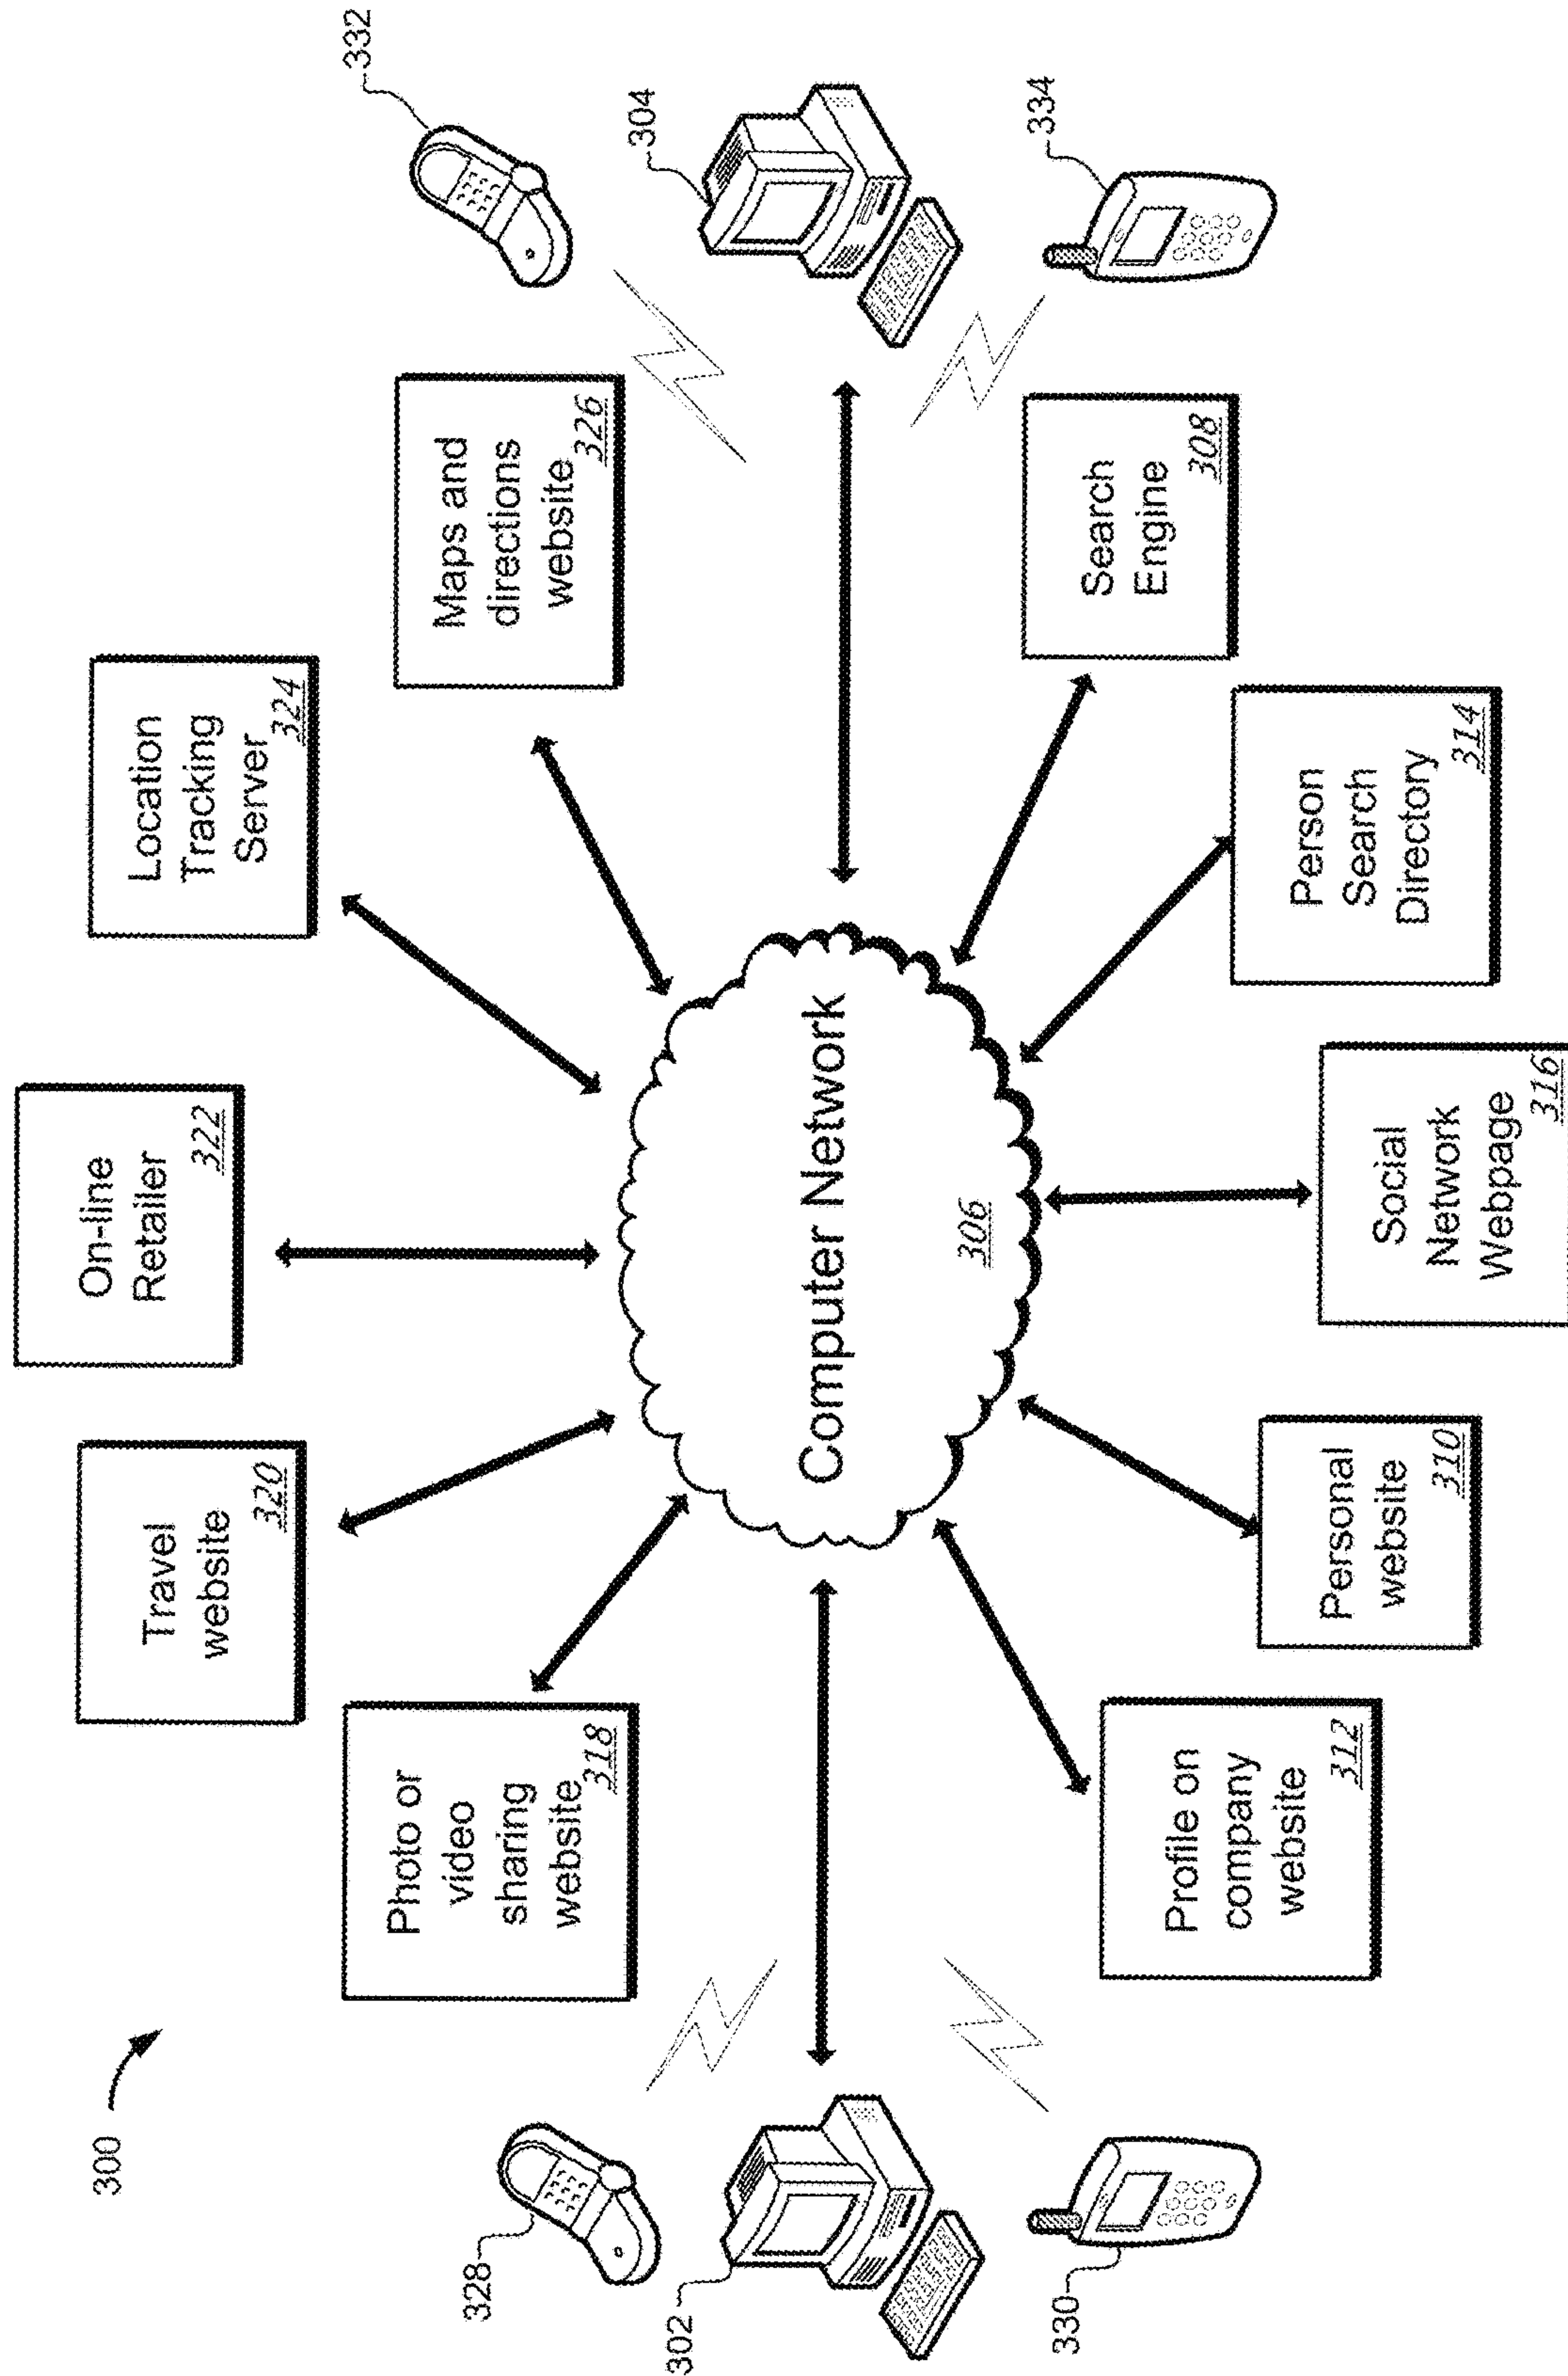 300
On-line
Retailer
322
Travel
website
320
Location
Tracking
Server
324
Photo or
video
sharing
website
318
Maps and
directions
website
326
328
332
302
304
330
334
Computer Network
306
Profile on
company
website
312
Search
Engine
308
Personal
website
310
Person
Search
Directory
314
Social
Network
Webpage
316